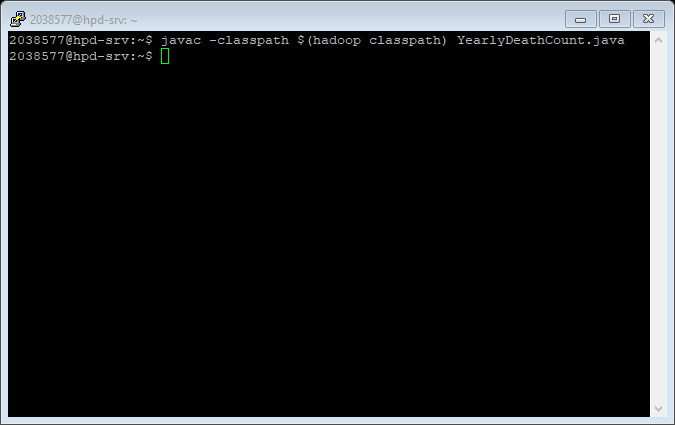 2038577@hpd-srv: ~
2038577@hpd-srv:~$ javac -classpath $(hadoop classpath) YearlyDeathCount.java
2038577@hpd-srv:~$